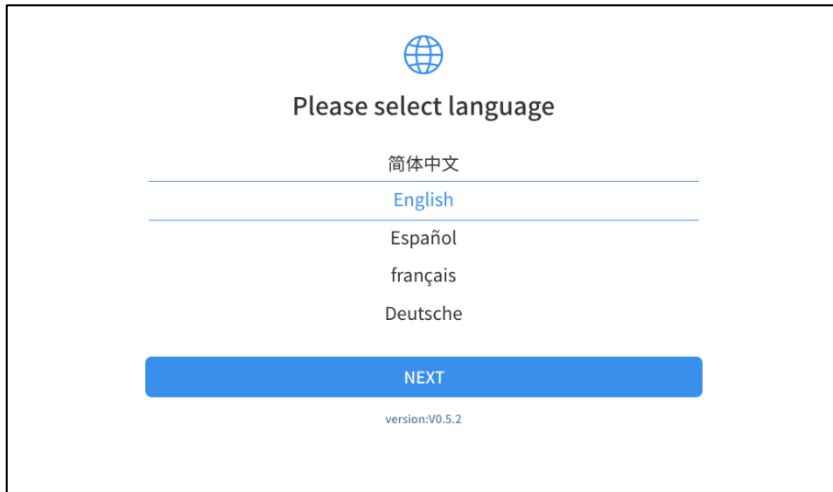 Please select language
简体中文
English
Español
français
Deutsche
NEXT
version:V0.5.2